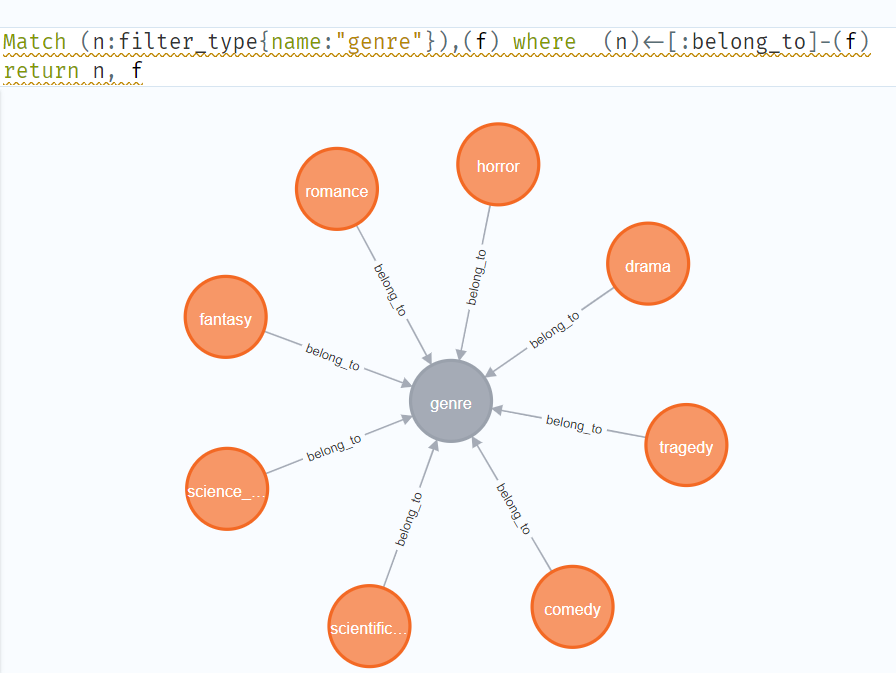 Match (n:filter_type{name:"genre"}),(f) where  (n)<-[:belong_to]-(f)
return n, f
horror
romance
drama
belong_to
belong_to
fantasy
belong_to
belong_to
genre
belong_to
tragedy
belong_to
science_...
belong_to
belong_to
comedy
scientific...